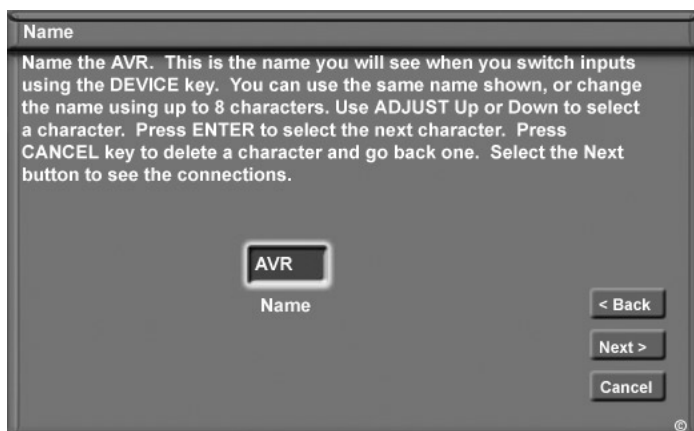 Name
Name the AVR.  This is the name you will see when you switch inputs
using the DEVICE key.  You can use the same name shown, or change
the name using up to 8 characters. Use ADJUST Up or Down to select
a character.  Press ENTER to select the next character.  Press
CANCEL key to delete a character and go back one.  Select the Next
button to see the connections.
AVR
Name
< Back
Next >
Cancel
©